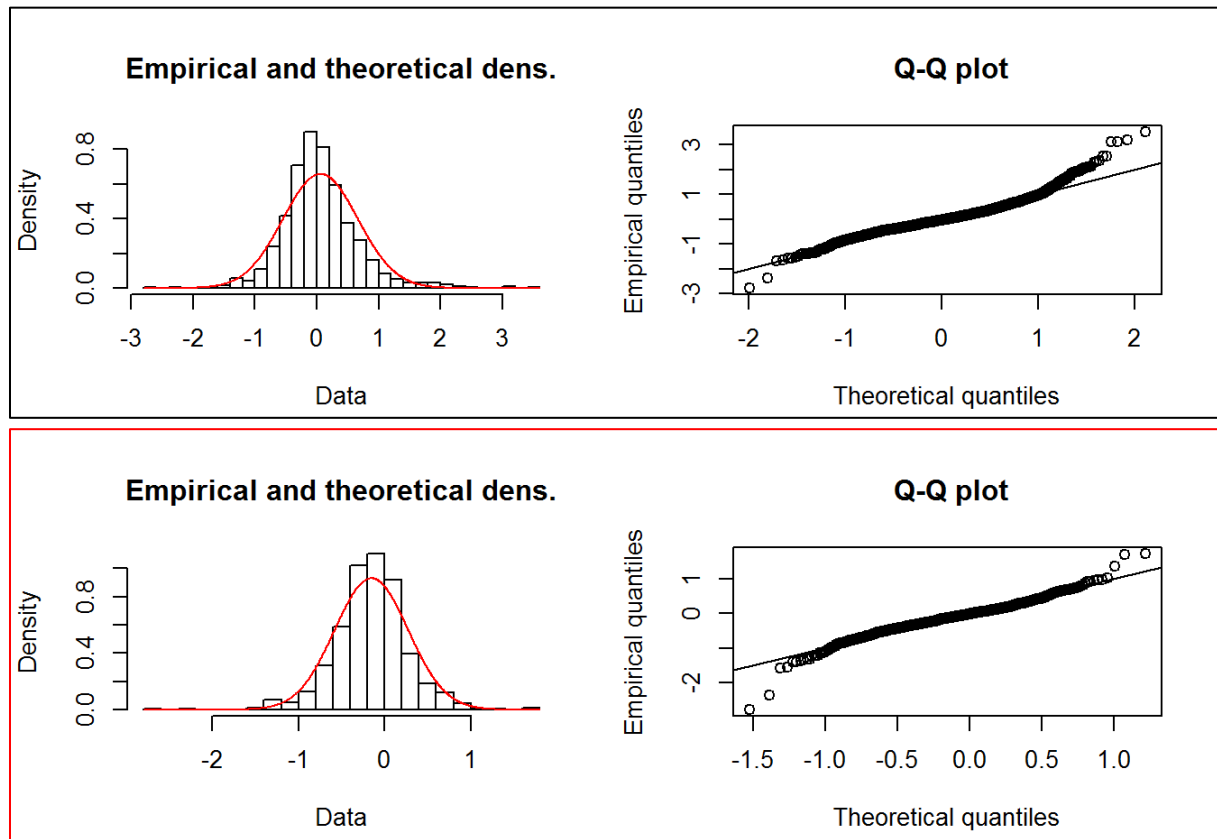 Empirical and theoretical dens.
Density
0.0 0.4 0.8
-3 -2 -1 0 1 2 3
Data
Q-Q plot
Empirical quantiles
-3 -1 1 3
-2 -1 0 1 2
Theoretical quantiles
Empirical and theoretical dens.
Density
0.0 0.4 0.8
-2 -1 0 1
Data
Q-Q plot
Empirical quantiles
-2 0 1
-1.5 -1.0 -0.5 0.0 0.5 1.0
Theoretical quantiles